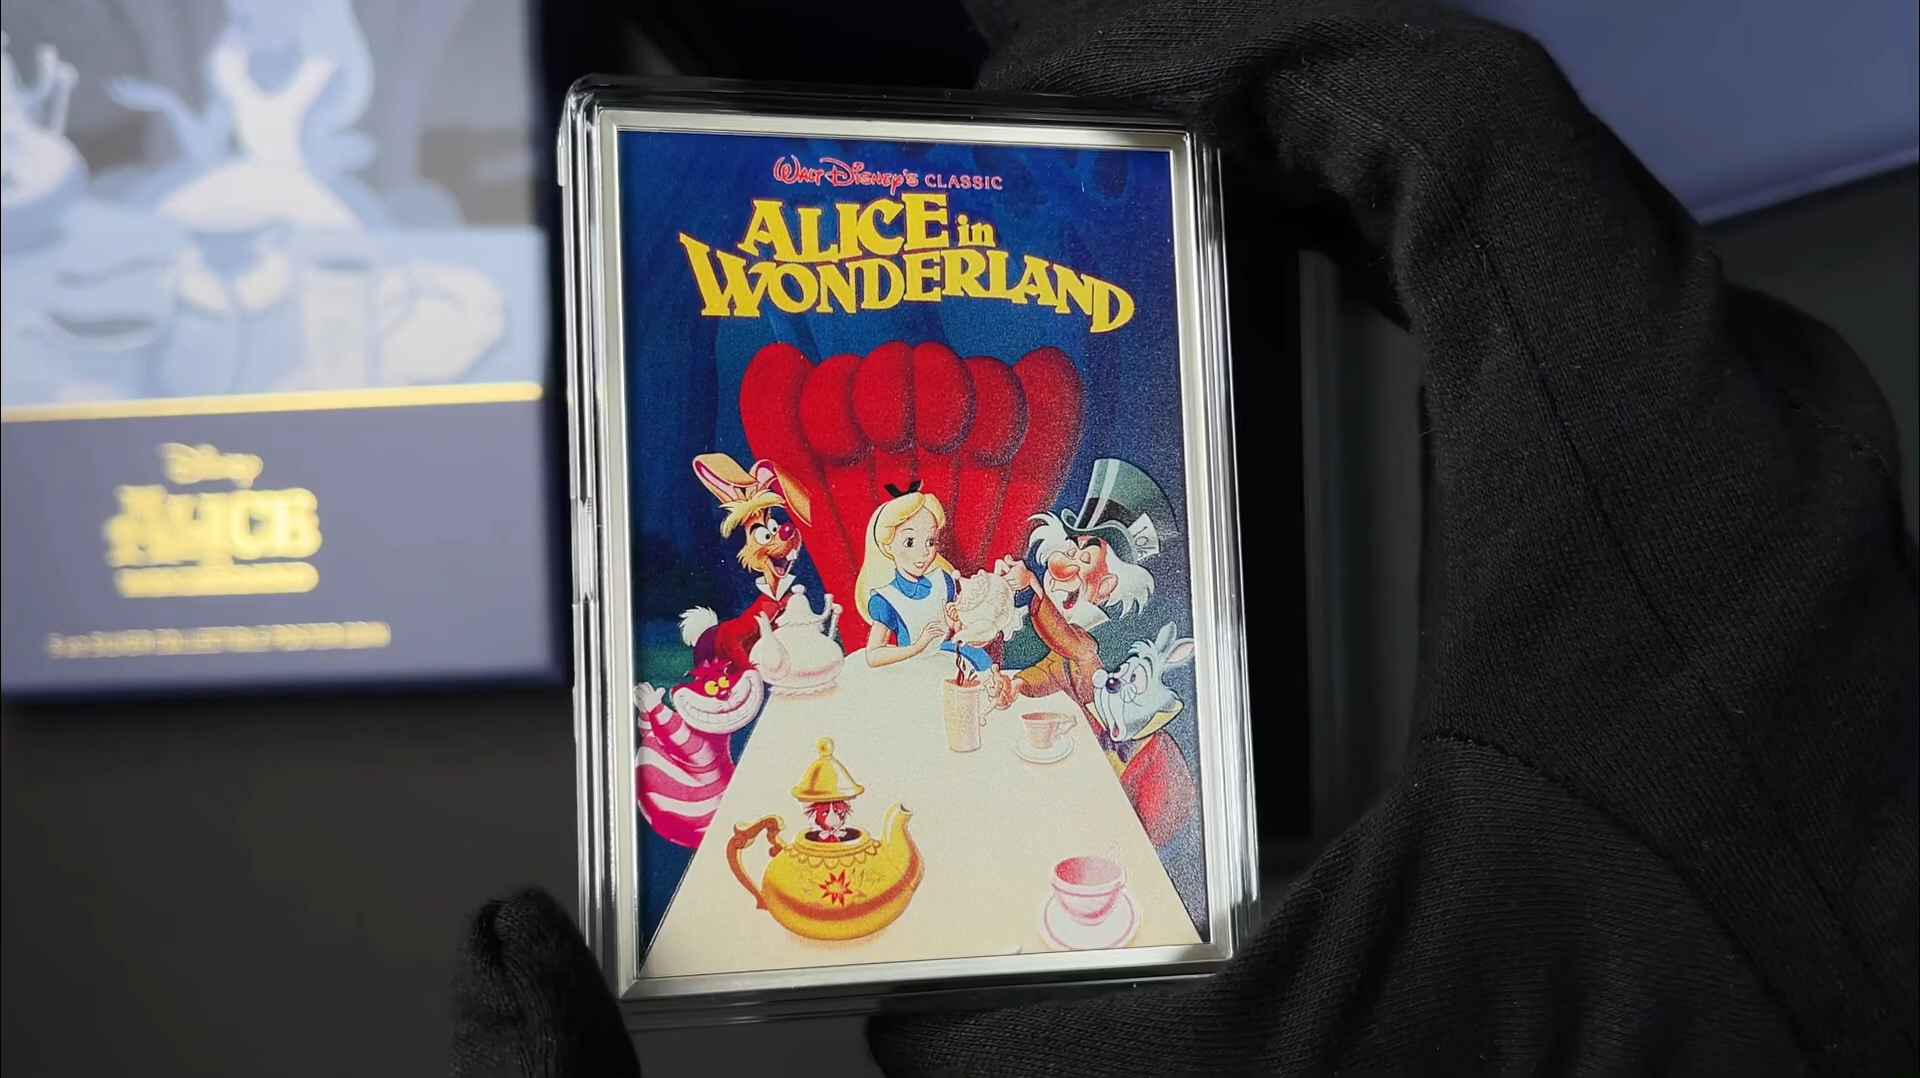 Walt Disney's CLASSIC
ALICE in
WONDERLAND
Disney
ALICE